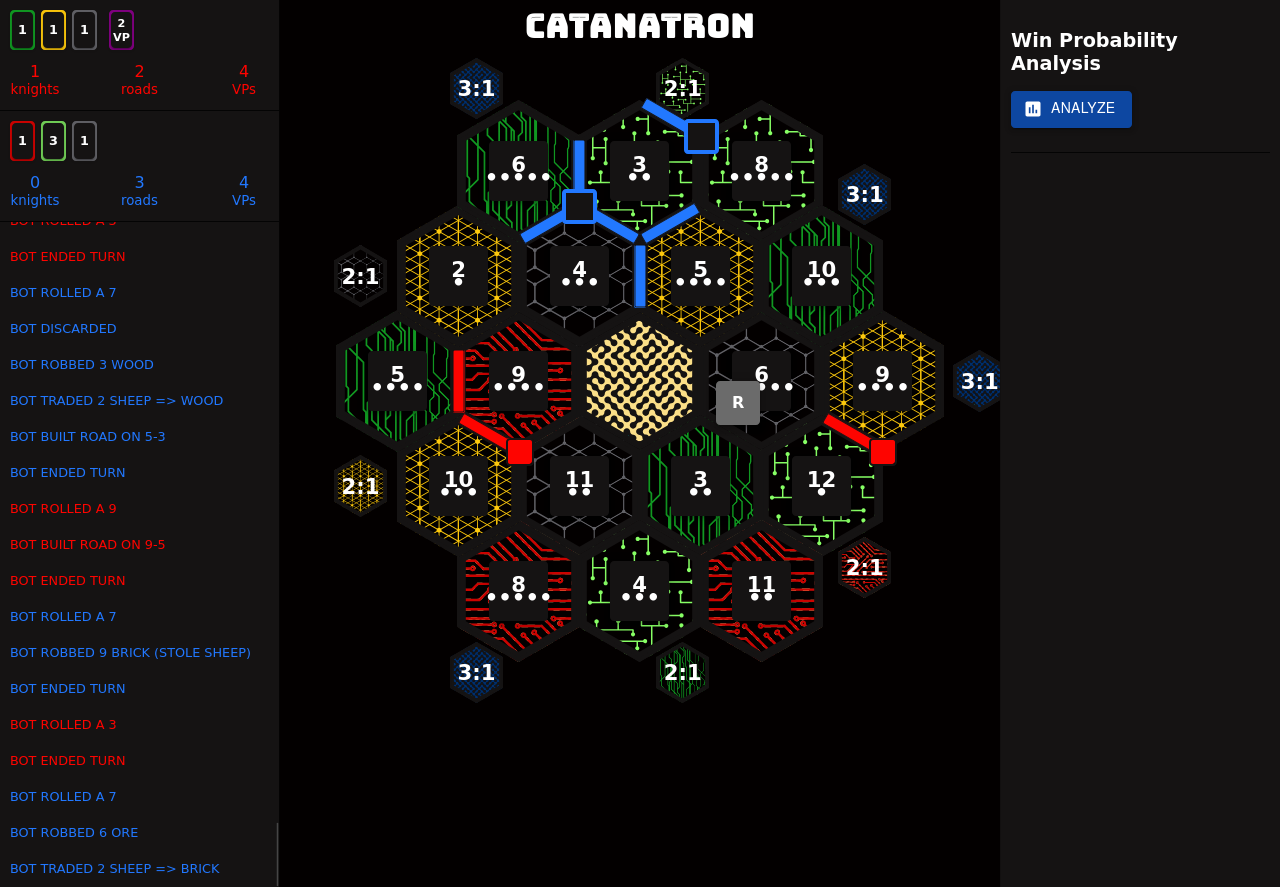 CATANATRON
1 1 1 2 VP
1 2 4
knights roads VPs
1 3 1
0 3 4
knights roads VPs
BOT ENDED TURN
BOT ROLLED A 7
BOT DISCARDED
BOT ROBBED 3 WOOD
BOT TRADED 2 SHEEP => WOOD
BOT BUILT ROAD ON 5-3
BOT ENDED TURN
BOT ROLLED A 9
BOT BUILT ROAD ON 9-5
BOT ENDED TURN
BOT ROLLED A 7
BOT ROBBED 9 BRICK (STOLE SHEEP)
BOT ENDED TURN
BOT ROLLED A 3
BOT ENDED TURN
BOT ROLLED A 7
BOT ROBBED 6 ORE
BOT TRADED 2 SHEEP => BRICK
3:1 2:1
6 3 8
3:1
2:1 2 4 5 10
5 9 6 9 3:1
R
2:1 10 11 3 12
2:1
8 4 11
3:1 2:1
Win Probability
Analysis
ANALYZE